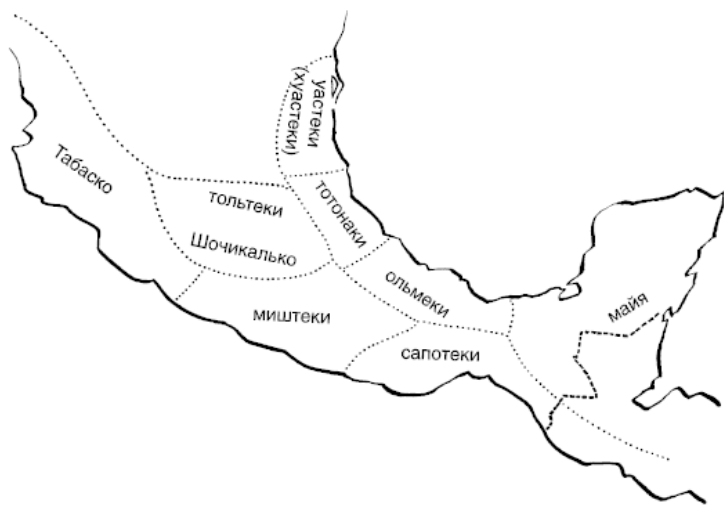 уастеки
(хуастеки)
Табаско
тольтеки
тотонаки
Шочикалько
ольмеки
майя
миштеки
сапотеки